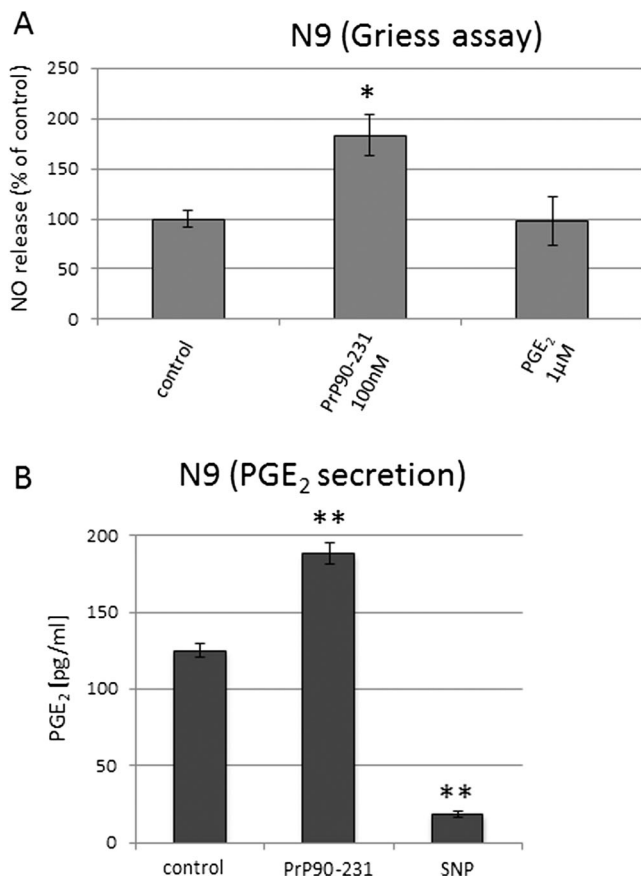 A
N9 (Griess assay)
NO release (% of control)
250
200
150
100
50
0
*
control
PrP90-231
100nM
PGE₂
1µM
B
N9 (PGE₂ secretion)
PGE₂ [pg/ml]
200
150
100
50
0
**
**
control
PrP90-231
SNP